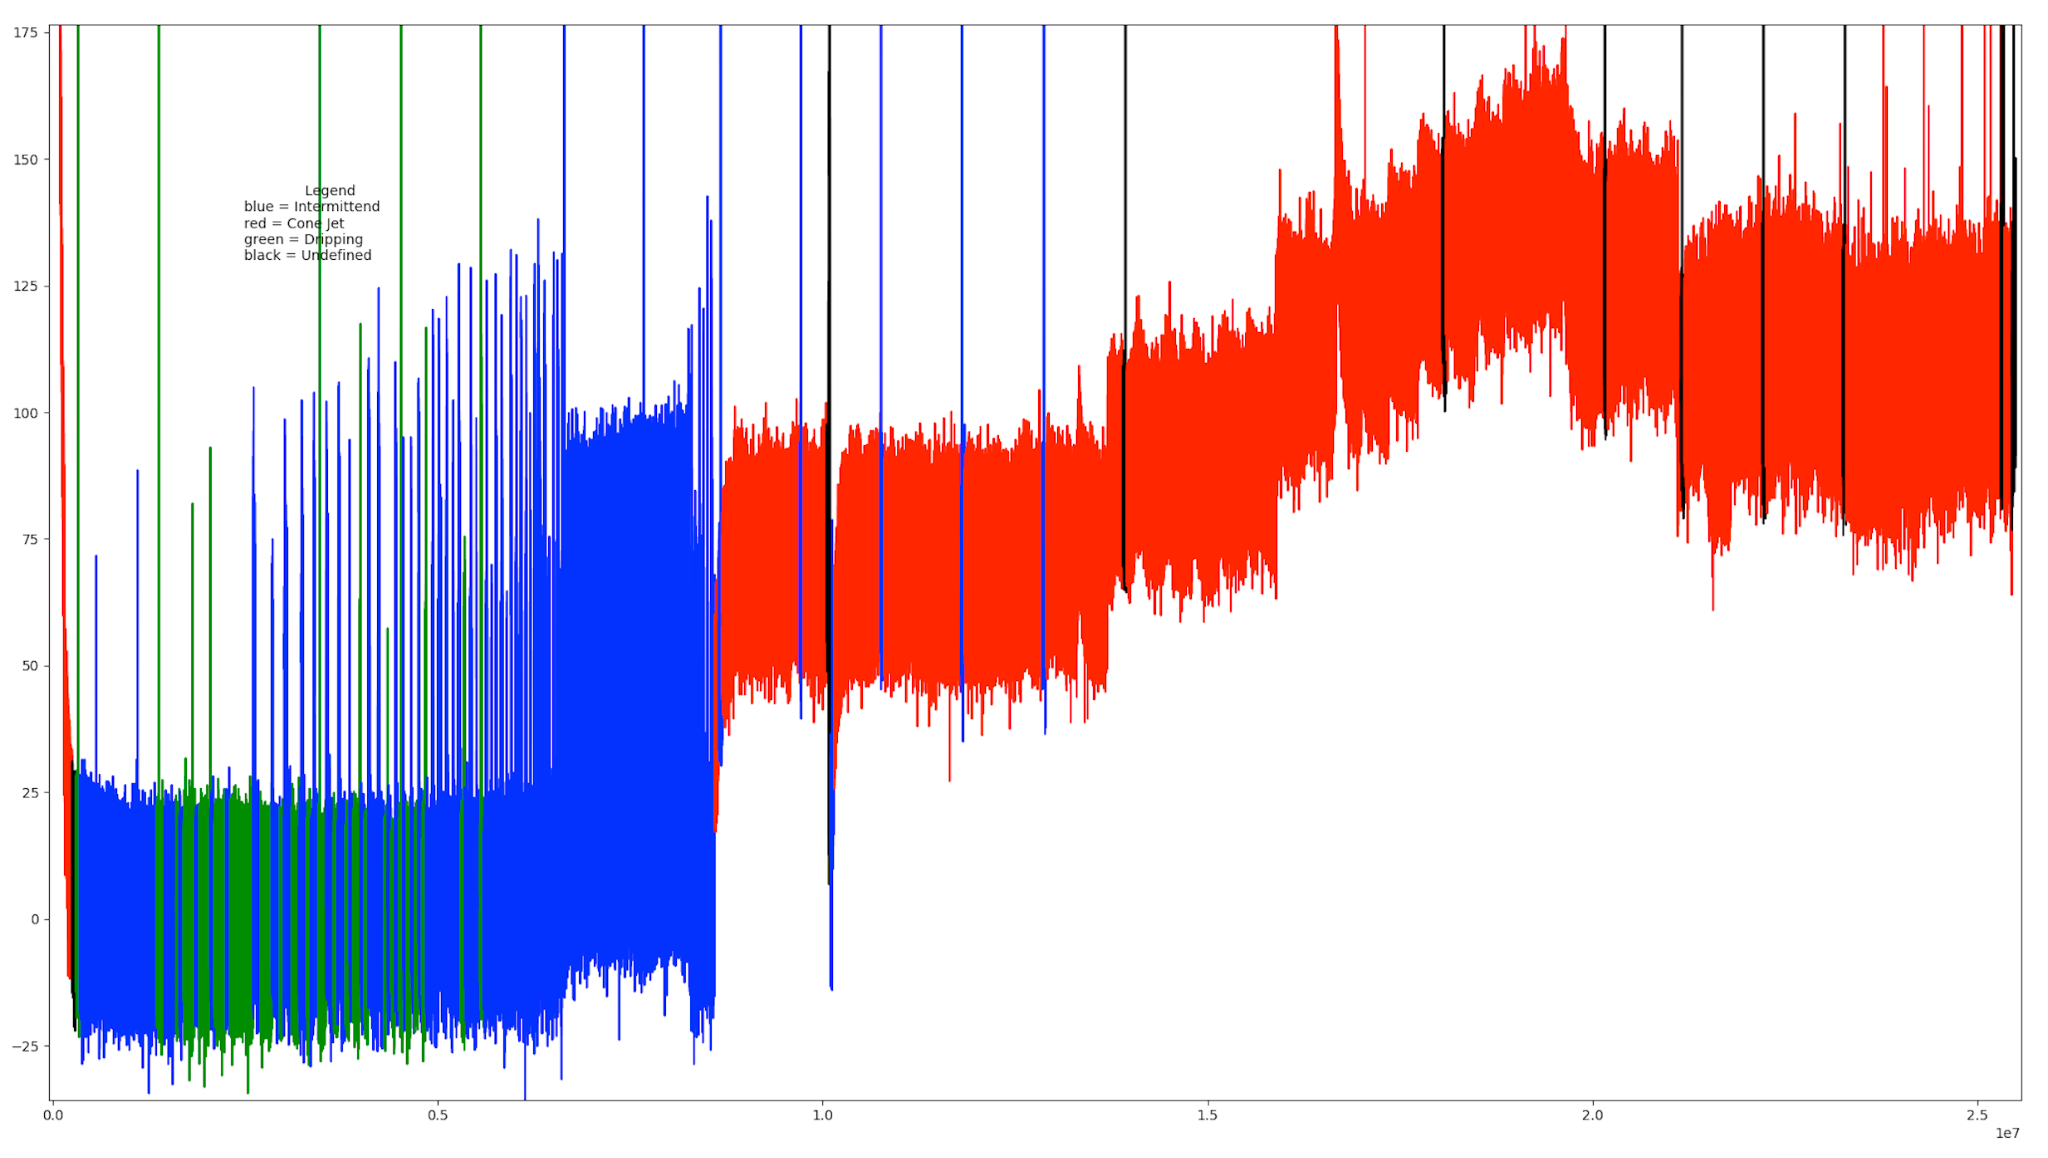 175
150
125
100
75
50
25
0
−25
Legend
blue = Intermittend
red = Cone Jet
green = Dripping
black = Undefined
0.0 0.5 1.0 1.5 2.0 2.5
1e7